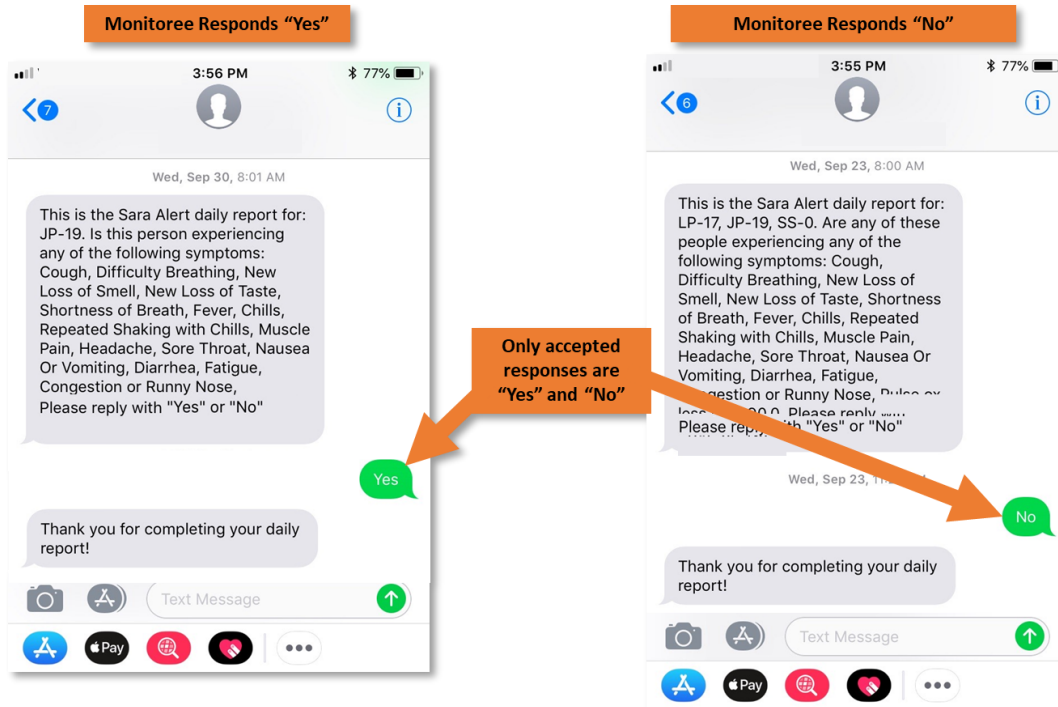 Monitoree Responds “Yes”
3:56 PM
77%
7
Wed, Sep 30, 8:01 AM
This is the Sara Alert daily report for:
JP-19. Is this person experiencing
any of the following symptoms:
Cough, Difficulty Breathing, New
Loss of Smell, New Loss of Taste,
Shortness of Breath, Fever, Chills,
Repeated Shaking with Chills, Muscle
Pain, Headache, Sore Throat, Nausea
Or Vomiting, Diarrhea, Fatigue,
Congestion or Runny Nose,
Please reply with "Yes" or "No"
Yes
Thank you for completing your daily
report!
Text Message
Pay
Only accepted
responses are
“Yes” and “No”
Monitoree Responds “No”
3:55 PM
77%
6
Wed, Sep 23, 8:00 AM
This is the Sara Alert daily report for:
LP-17, JP-19, SS-0. Are any of these
people experiencing any of the
following symptoms: Cough,
Difficulty Breathing, New Loss of
Smell, New Loss of Taste, Shortness
of Breath, Fever, Chills, Repeated
Shaking with Chills, Muscle Pain,
Headache, Sore Throat, Nausea Or
Vomiting, Diarrhea, Fatigue,
or Runny Nose, Pulse ox
Please reply
Please "Yes" or "No"
Wed, Sep 23,
No
Thank you for completing your daily
report!
Text Message
Pay